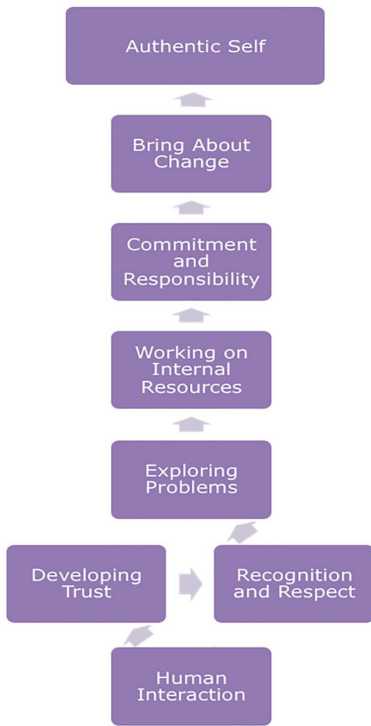 Authentic Self
Bring About
Change
Commitment
and
Responsibility
Working on
Internal
Resources
Exploring
Problems
Developing
Trust
Recognition
and Respect
Human
Interaction